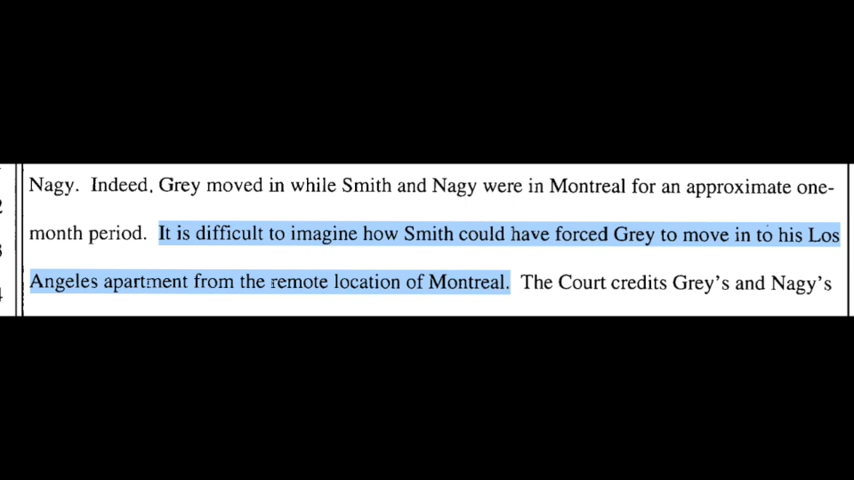 Nagy. Indeed, Grey moved in while Smith and Nagy were in Montreal for an approximate one-
month period. It is difficult to imagine how Smith could have forced Grey to move in to his Los
Angeles apartment from the remote location of Montreal. The Court credits Grey's and Nagy's